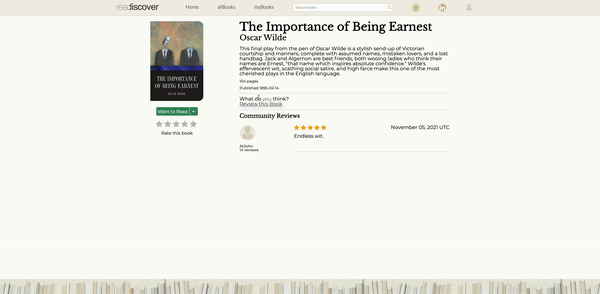 readiscover
Home
allBooks
myBooks
Search books
The Importance of Being Earnest
Oscar Wilde
This final play from the pen of Oscar Wilde is a stylish send-up of Victorian
courtship and manners, complete with assumed names, mistaken lovers, and a lost
handbag. Jack and Algernon are best friends, both wooing ladies who think their
names are Ernest, "that name which inspires absolute confidence." Wilde's
effervescent wit, scathing social satire, and high farce make this one of the most
cherished plays in the English language.
104 pages
Published 1895-02-14
THE IMPORTANCE
OF BEING EARNEST
OSCAR WILDE
Want to Read
Rate this book
What do you think?
Review this Book
Community Reviews
November 05, 2021 UTC
Endless wit.
AtJohn
14 reviews